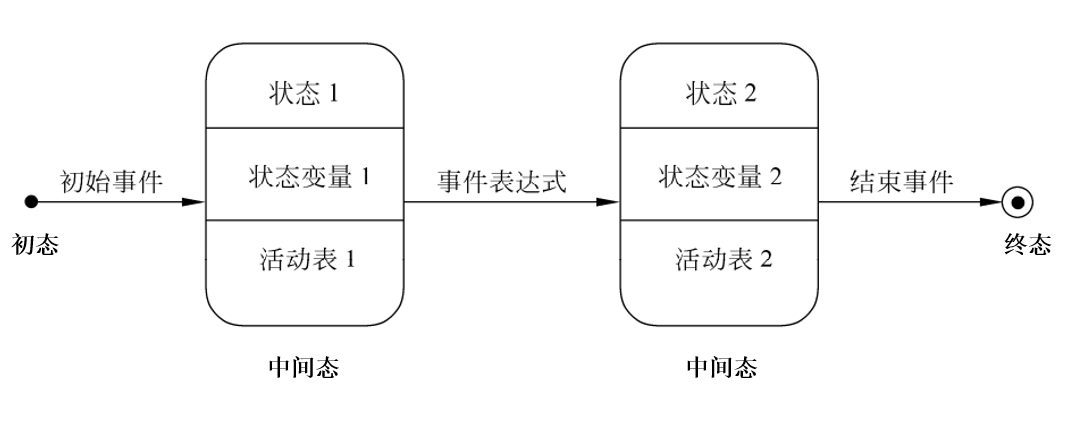 状态 1
状态 2
初始事件
状态变量 1
事件表达式
状态变量 2
结束事件
初态
活动表 1
活动表 2
终态
中间态
中间态